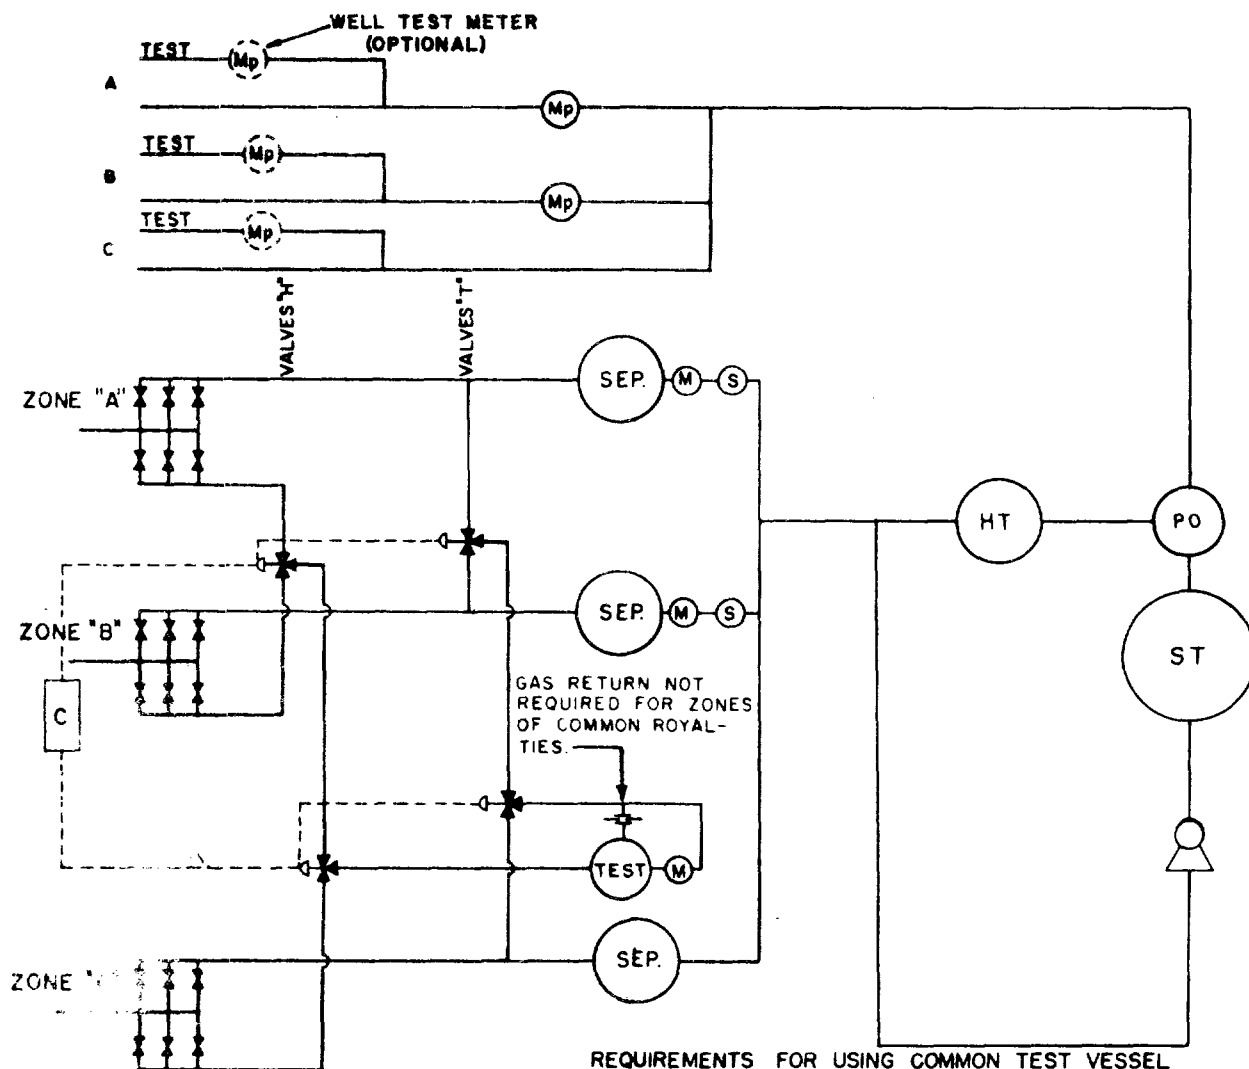 WELL TEST METER
(OPTIONAL)
TEST
Mp
A
Mp
TEST
Mp
B
Mp
TEST
Mp
C
VALVES "H"
VALVES "T"
ZONE "A"
SEP.
M
S
HT
PO
ZONE "B"
SEP.
M
S
ST
C
GAS RETURN NOT
REQUIRED FOR ZONES
OF COMMON ROYAL-
TIES.
TEST
M
ZONE
SEP.
REQUIREMENTS FOR USING COMMON TEST VESSEL